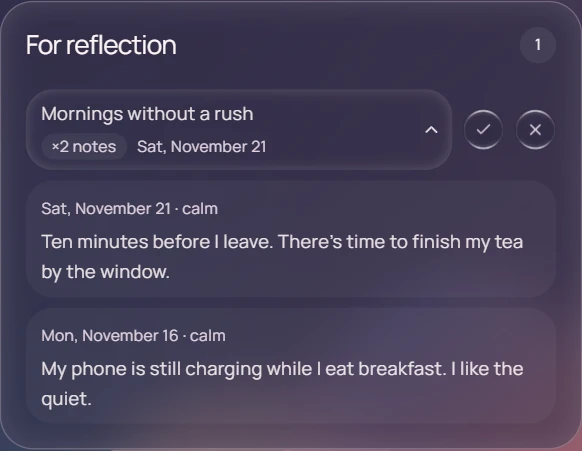 For reflection
1
Mornings without a rush
×2 notes Sat, November 21
Sat, November 21 · calm
Ten minutes before I leave. There’s time to finish my tea
by the window.
Mon, November 16 · calm
My phone is still charging while I eat breakfast. I like the
quiet.